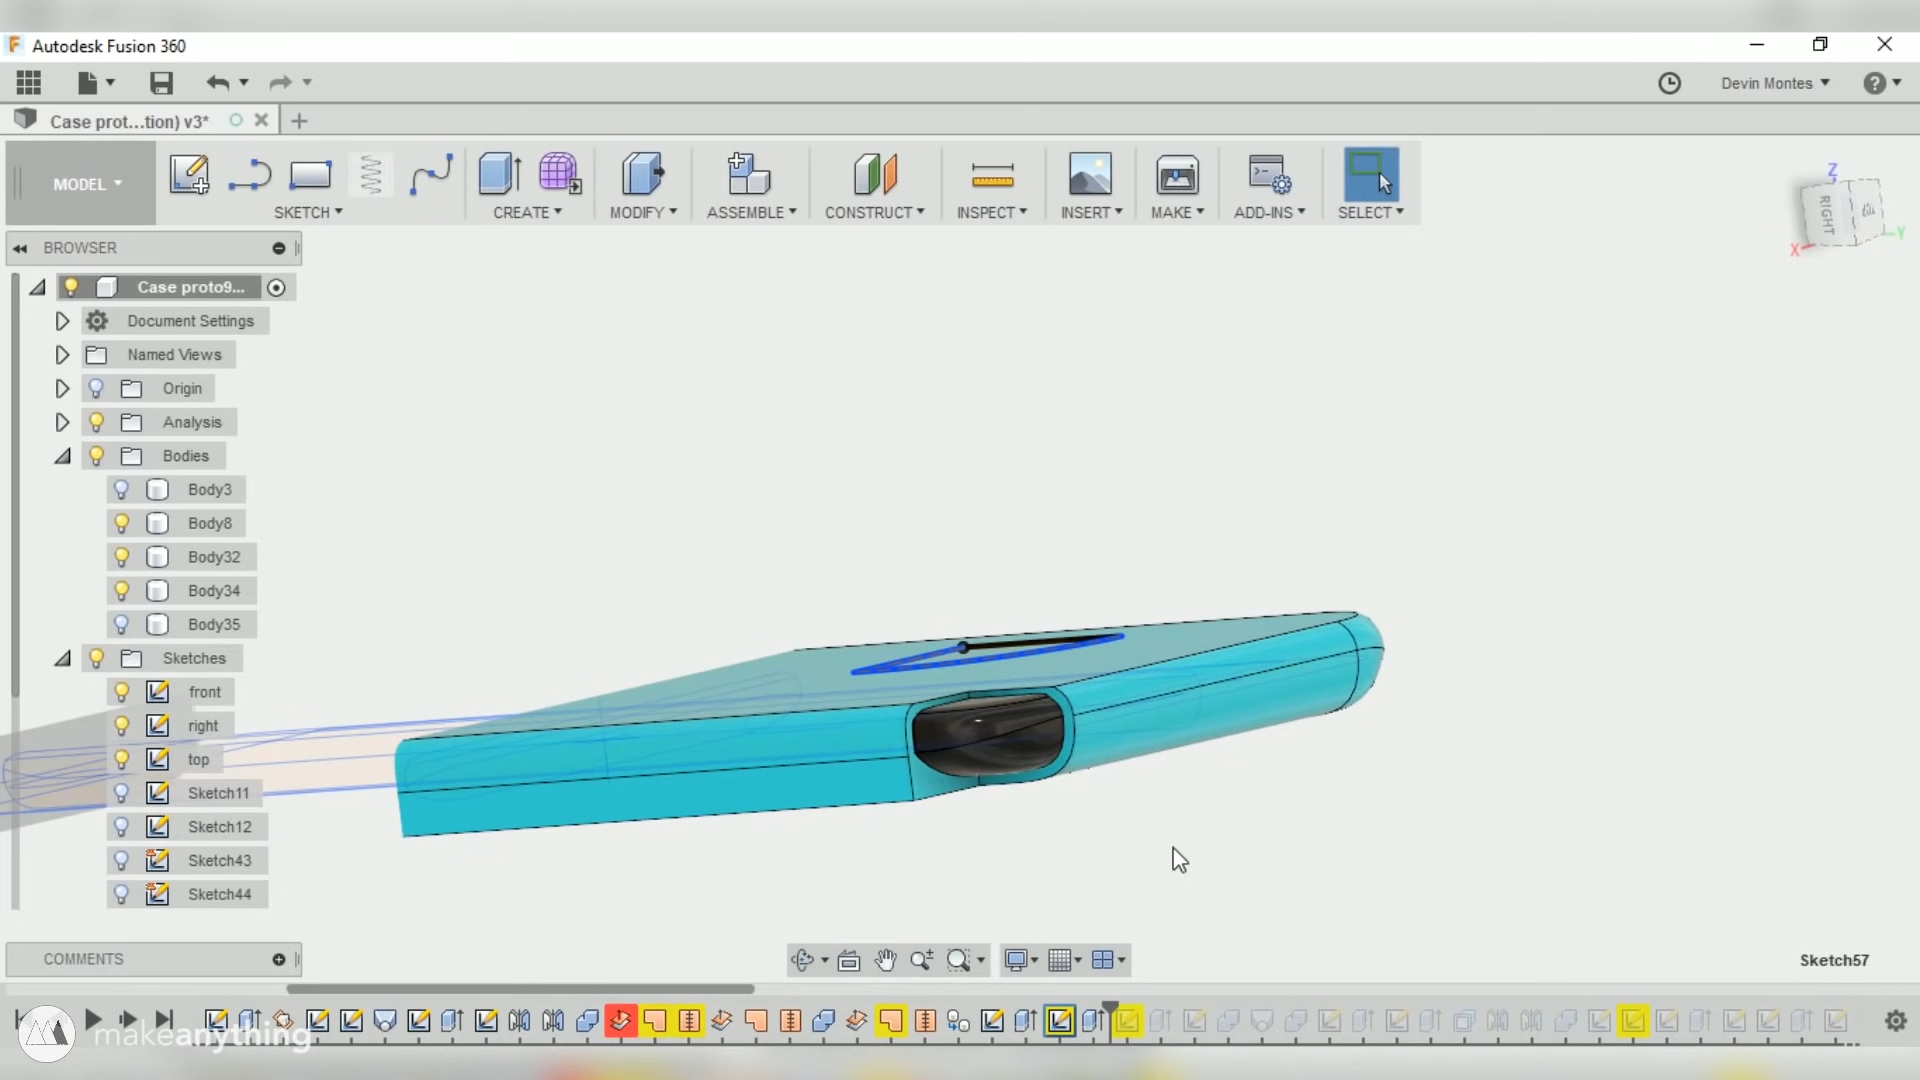 Autodesk Fusion 360
Devin Montes
Case prot...tion) v3*
MODEL
SKETCH
CREATE
MODIFY
ASSEMBLE
CONSTRUCT
INSPECT
INSERT
MAKE
ADD-INS
SELECT
Z
RIGHT
X
Y
BROWSER
Case proto9...
Document Settings
Named Views
Origin
Analysis
Bodies
Body3
Body8
Body32
Body34
Body35
Sketches
front
right
top
Sketch11
Sketch12
Sketch43
Sketch44
COMMENTS
Sketch57
makeanything